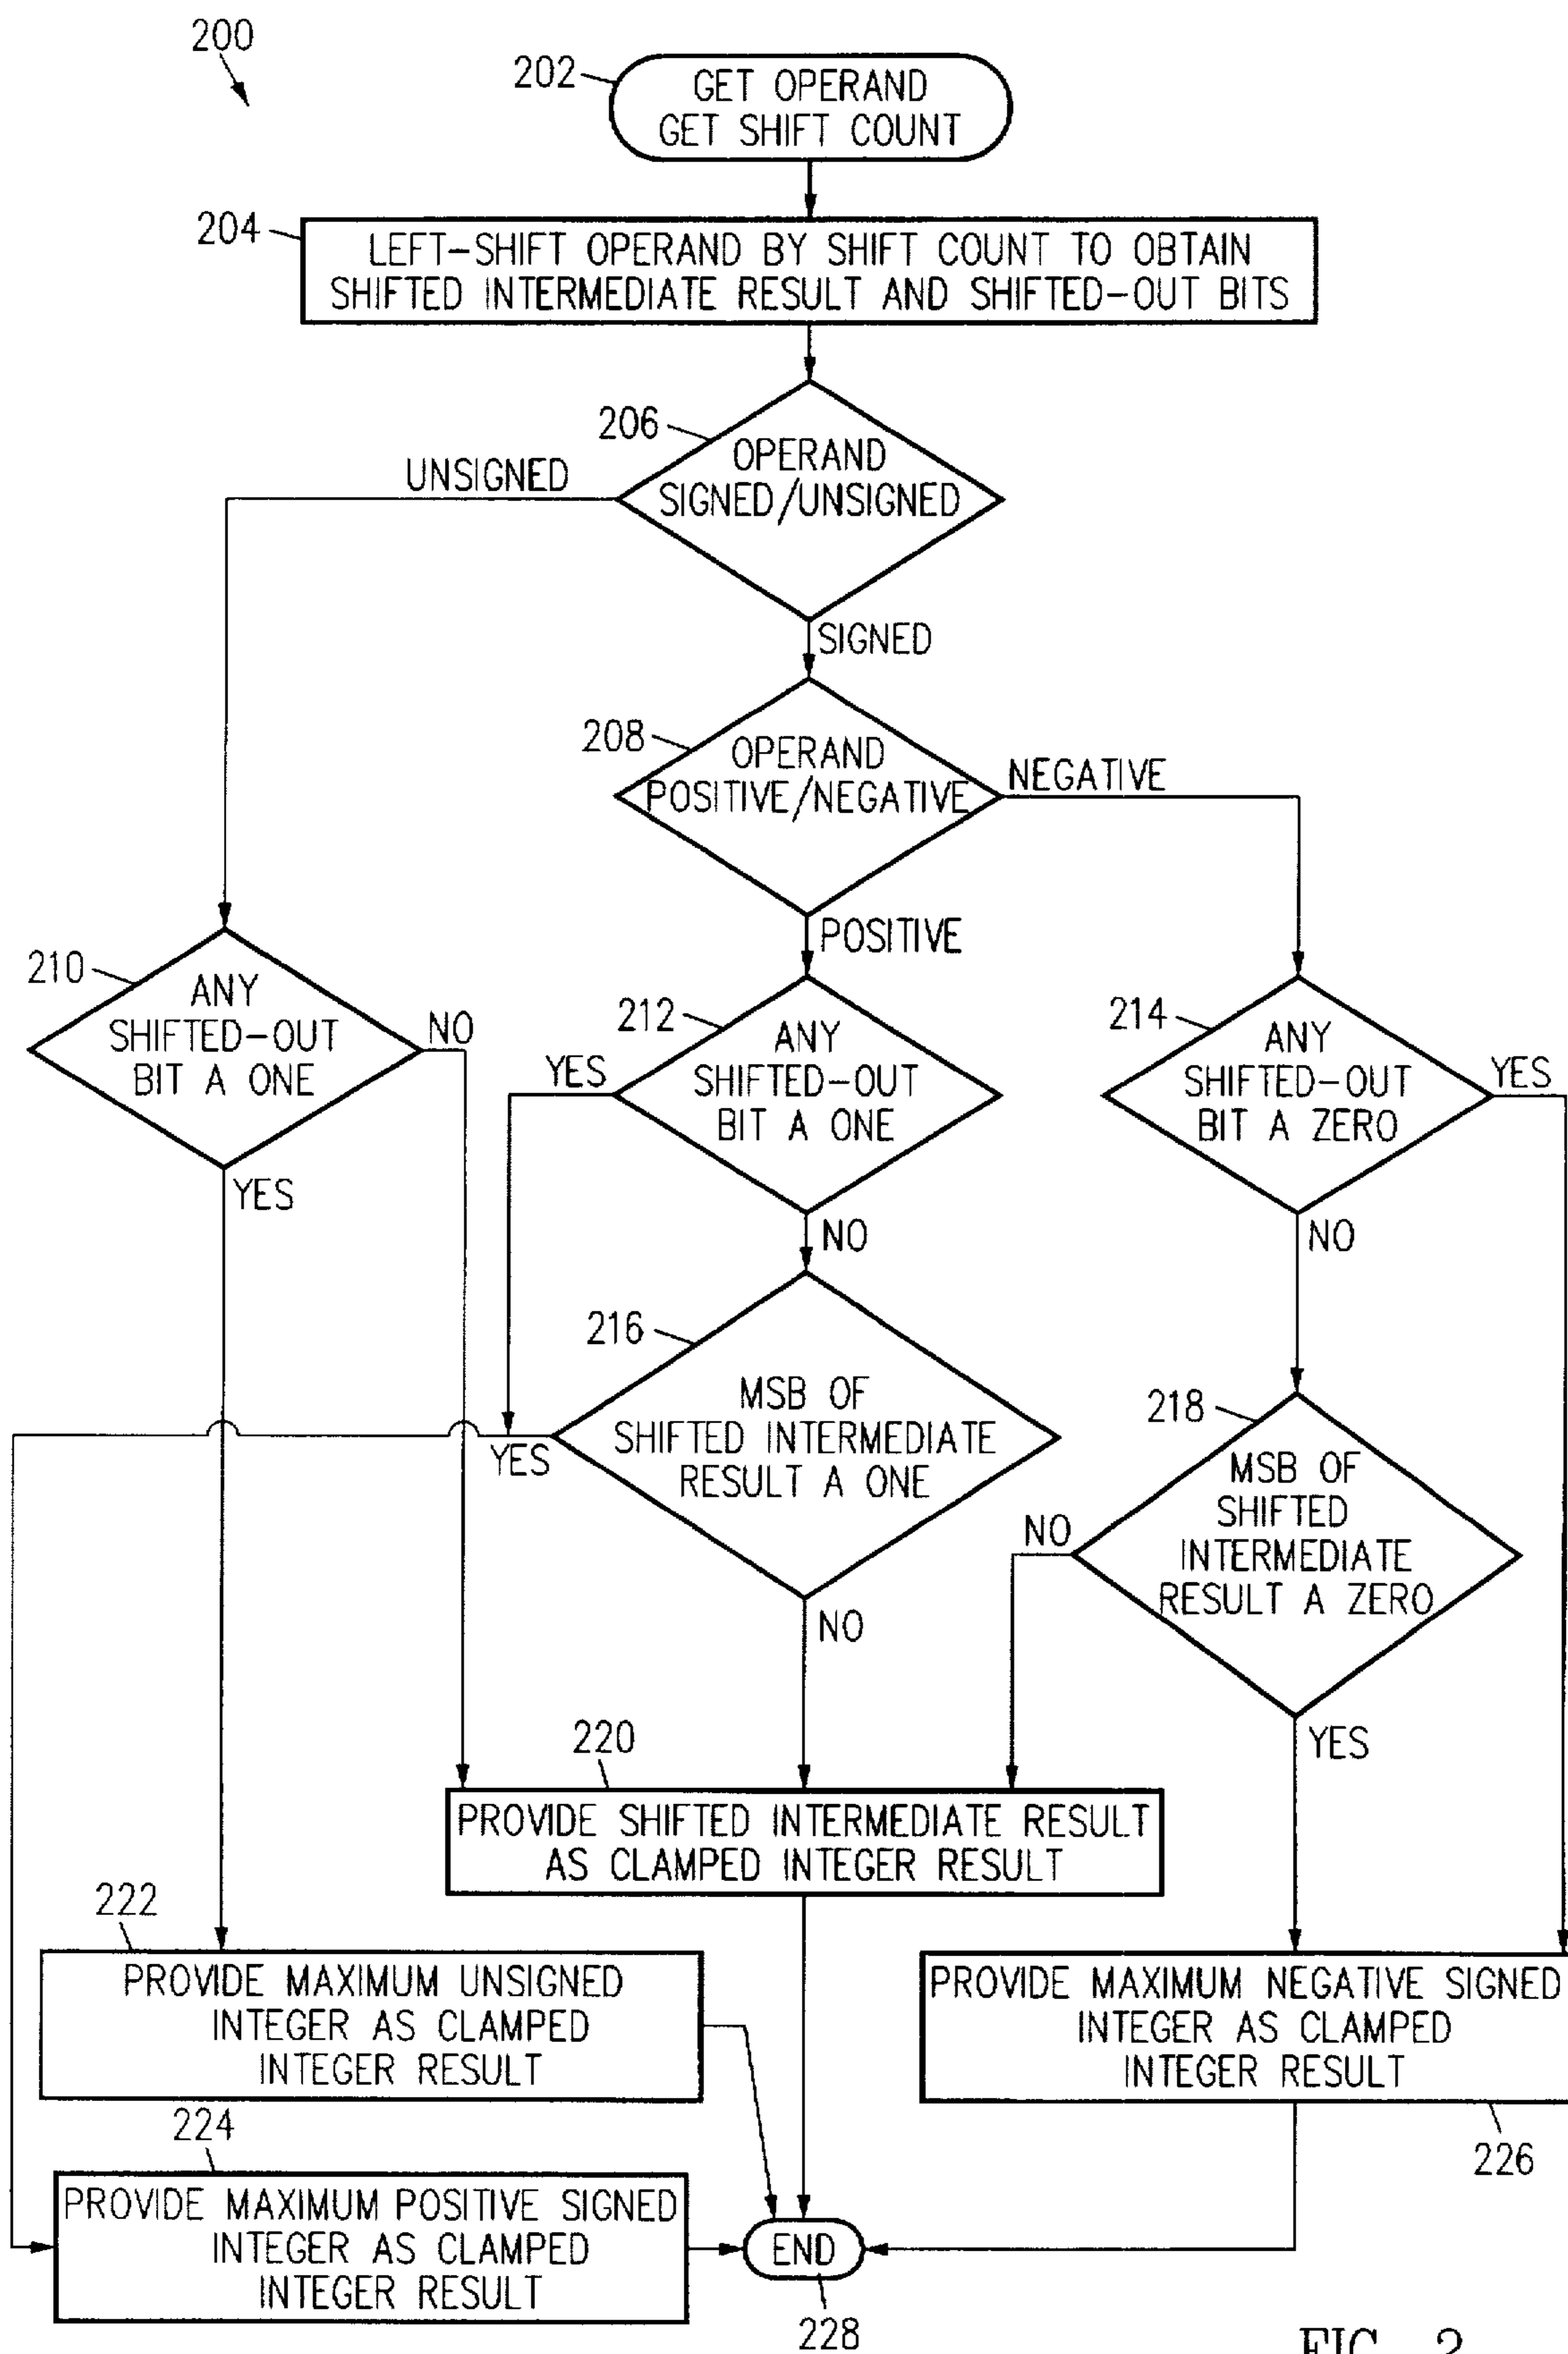 200
202
GET OPERAND
GET SHIFT COUNT
204
LEFT-SHIFT OPERAND BY SHIFT COUNT TO OBTAIN
SHIFTED INTERMEDIATE RESULT AND SHIFTED-OUT BITS
206
OPERAND
SIGNED/UNSIGNED
UNSIGNED
SIGNED
208
OPERAND
POSITIVE/NEGATIVE
NEGATIVE
POSITIVE
210
ANY
SHIFTED-OUT
BIT A ONE
NO
YES
212
ANY
SHIFTED-OUT
BIT A ONE
YES
NO
214
ANY
SHIFTED-OUT
BIT A ZERO
YES
NO
216
MSB OF
SHIFTED INTERMEDIATE
RESULT A ONE
YES
NO
218
MSB OF
SHIFTED
INTERMEDIATE
RESULT A ZERO
NO
YES
220
PROVIDE SHIFTED INTERMEDIATE RESULT
AS CLAMPED INTEGER RESULT
222
PROVIDE MAXIMUM UNSIGNED
INTEGER AS CLAMPED
INTEGER RESULT
PROVIDE MAXIMUM NEGATIVE SIGNED
INTEGER AS CLAMPED
INTEGER RESULT
226
224
PROVIDE MAXIMUM POSITIVE SIGNED
INTEGER AS CLAMPED
INTEGER RESULT
END
228
FIG. 2